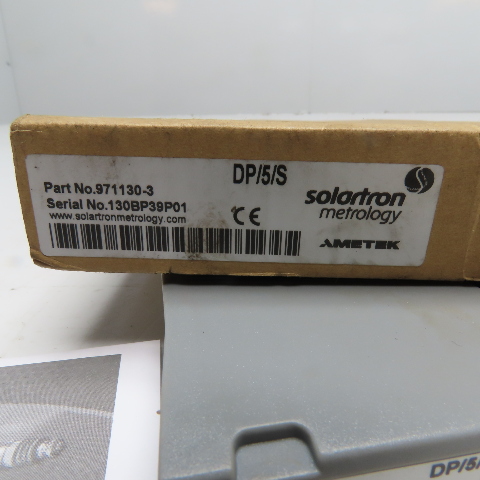 DP/5/S
Part No.971130-3
Serial No.130BP39P01
www.solartronmetrology.com
CE
solartron
metrology
AMETEK
DP/5/